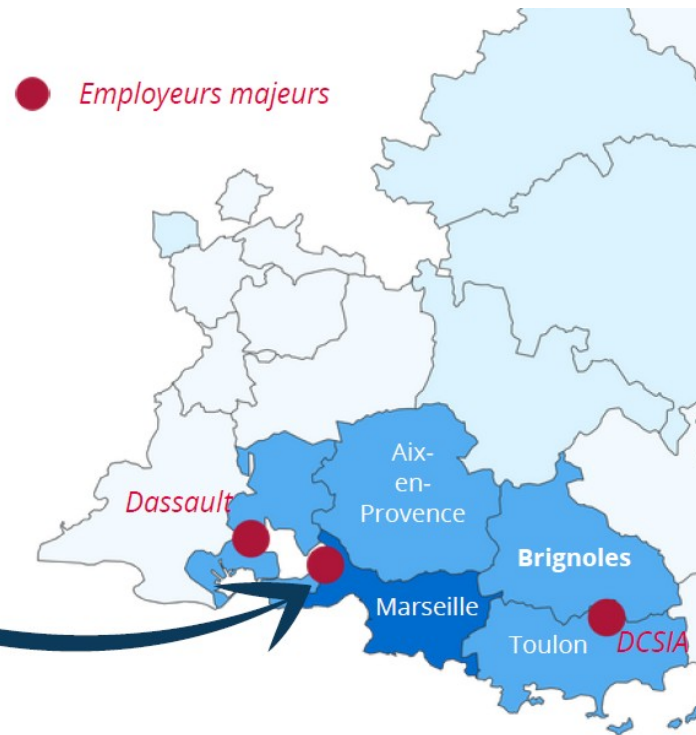 Employeurs majeurs
Aix-
en-
Provence
Dassault
Brignoles
Marseille
Toulon
DCSIA